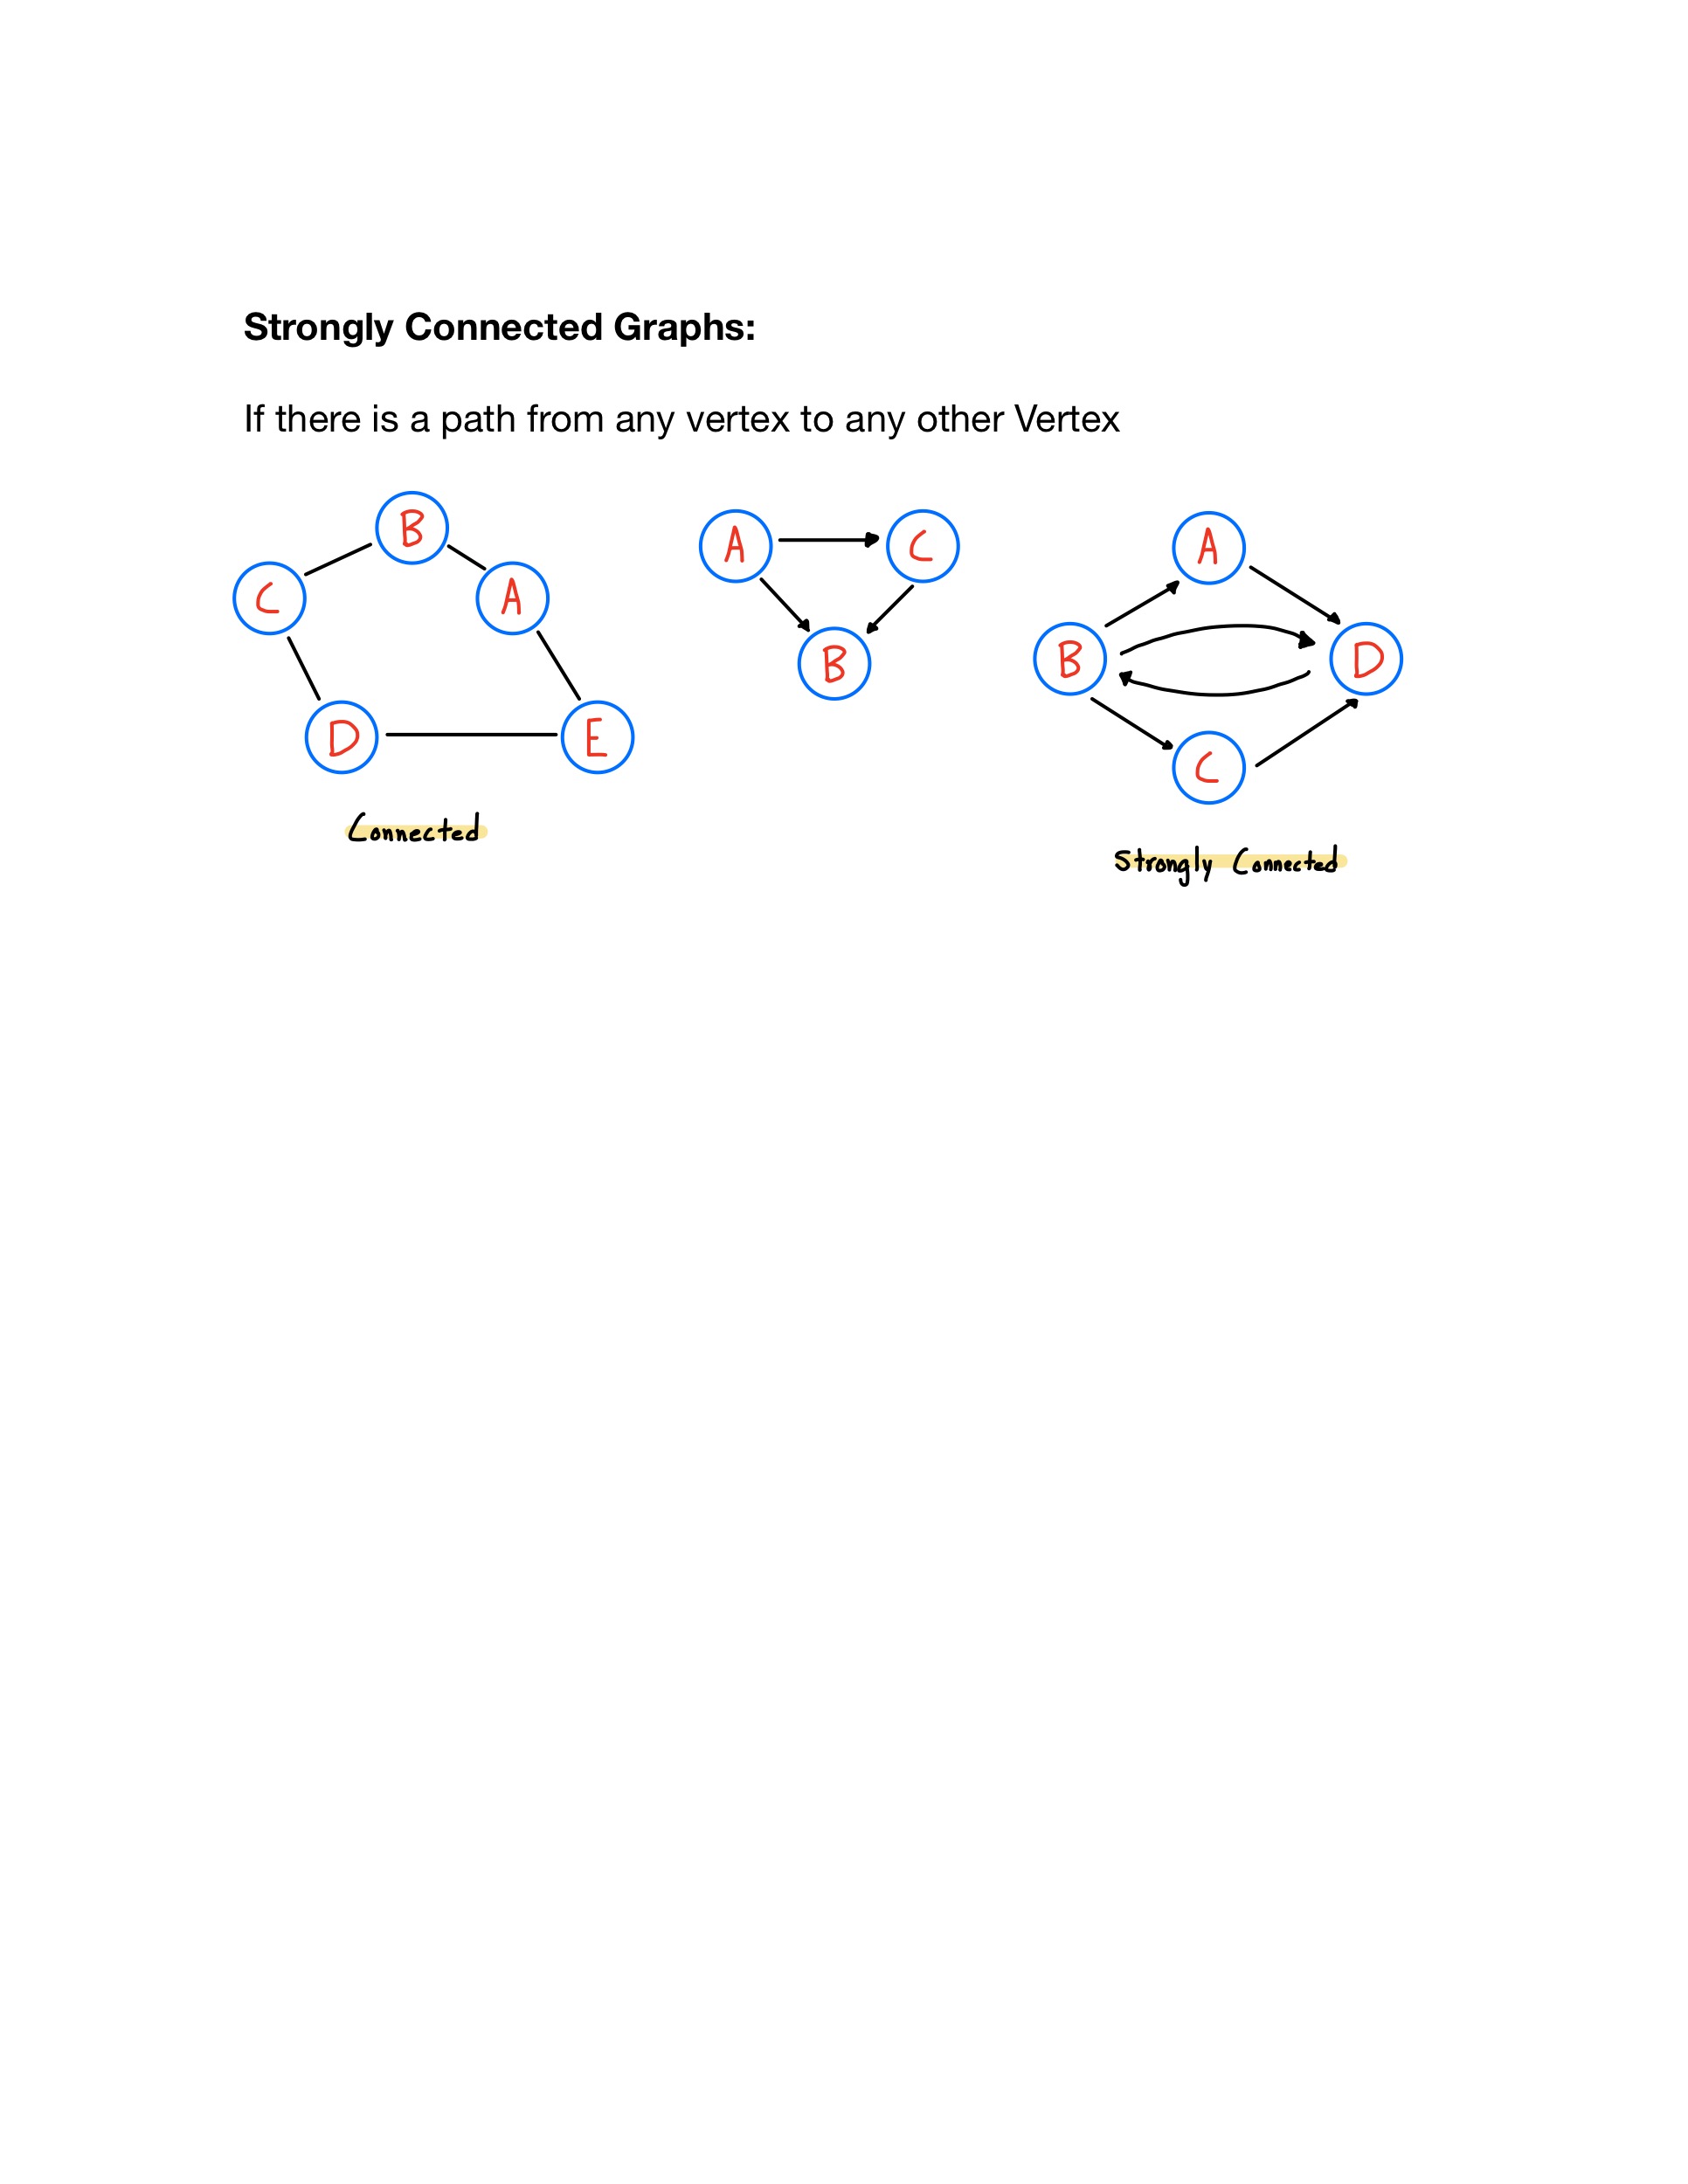 Strongly Connected Graphs:
If there is a path from any vertex to any other Vertex
B
C
A
D
E
Connected
A
C
B
A
B
D
C
Strongly Connected